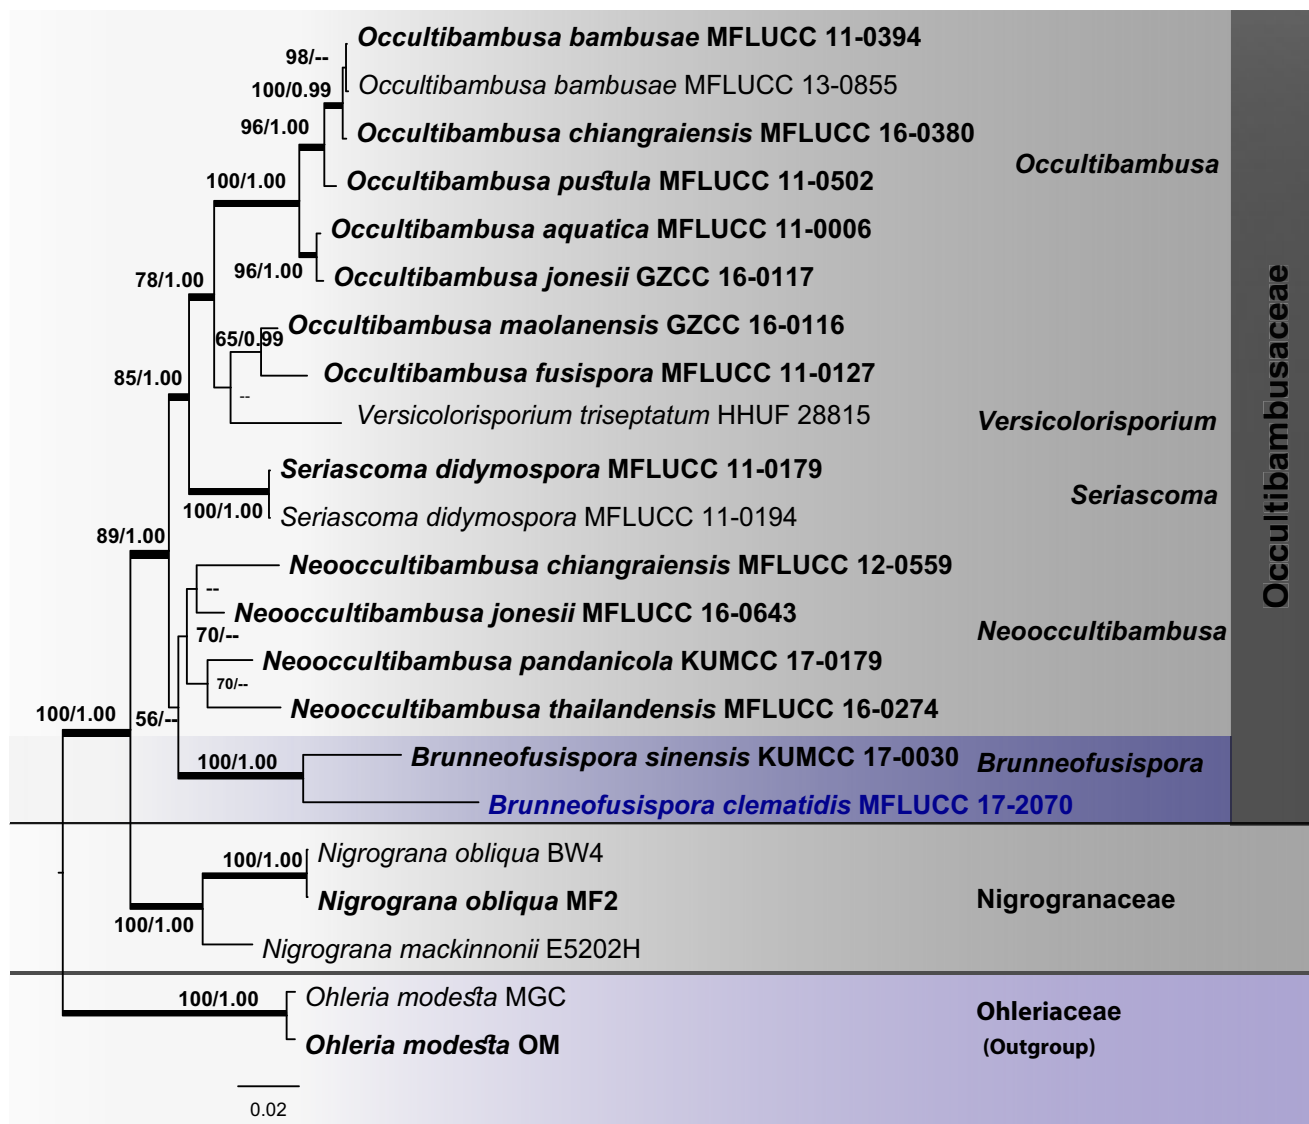 Occultibambusa bambusae MFLUCC 11-0394
98/--
Occultibambusa bambusae MFLUCC 13-0855
100/0.99
96/1.00
Occultibambusa chiangraiensis MFLUCC 16-0380
Occultibambusa
100/1.00
Occultibambusa pustula MFLUCC 11-0502
Occultibambusa aquatica MFLUCC 11-0006
96/1.00
Occultibambusa jonesii GZCC 16-0117
78/1.00
Occultibambusa maolanensis GZCC 16-0116
65/0.99
Occultibambusa fusispora MFLUCC 11-0127
85/1.00
--
Versicolorisporium triseptatum HHUF 28815
Versicolorisporium
Seriascoma didymospora MFLUCC 11-0179
Seriascoma
100/1.00
Seriascoma didymospora MFLUCC 11-0194
89/1.00
Neooccultibambusa chiangraiensis MFLUCC 12-0559
--
Neooccultibambusa jonesii MFLUCC 16-0643
70/--
Neooccultibambusa
Neooccultibambusa pandanicola KUMCC 17-0179
70/--
Neooccultibambusa thailandensis MFLUCC 16-0274
100/1.00
56/--
Brunneofusispora sinensis KUMCC 17-0030
Brunneofusispora
100/1.00
Brunneofusispora clematidis MFLUCC 17-2070
Occultibambusaceae
Nigrograna obliqua BW4
100/1.00
Nigrograna obliqua MF2
Nigrogranaceae
100/1.00
Nigrograna mackinnonii E5202H
Ohleria modesta MGC
100/1.00
Ohleriaceae
(Outgroup)
Ohleria modesta OM
0.02